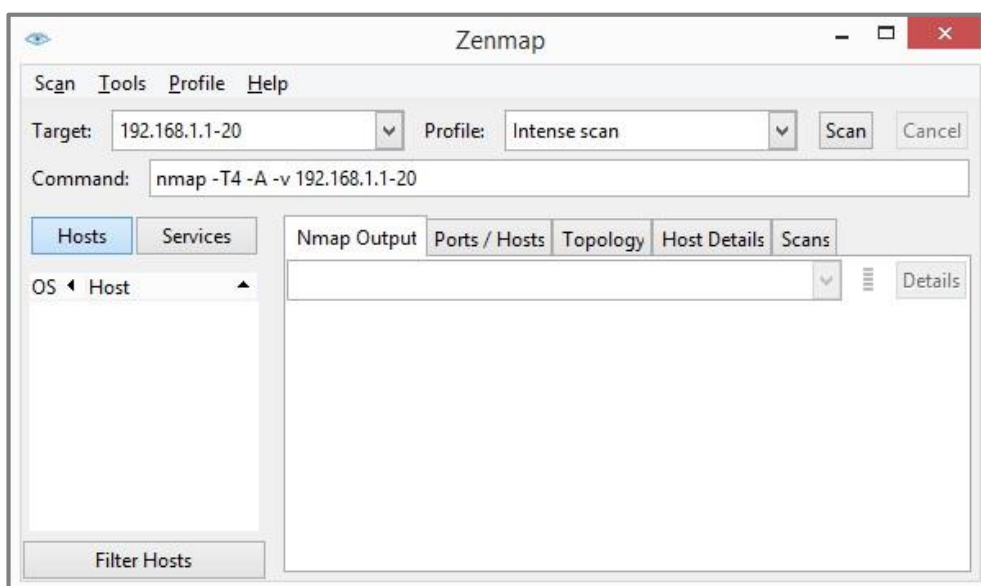 Zenmap
Scan Tools Profile Help
Target: 192.168.1.1-20 Profile: Intense scan Scan Cancel
Command: nmap -T4 -A -v 192.168.1.1-20
Hosts Services Nmap Output Ports / Hosts Topology Host Details Scans
OS Host Details
Filter Hosts